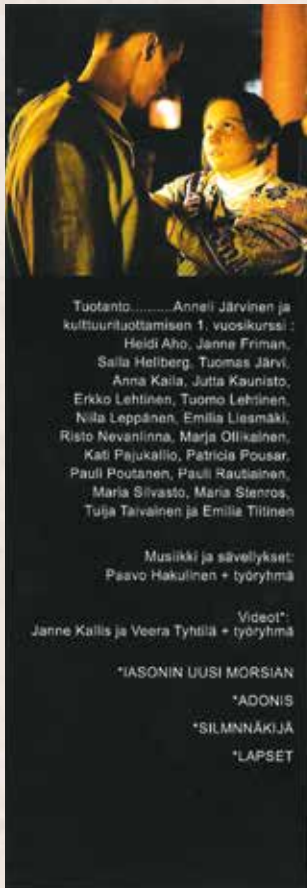 Tuotanto..........Anneli Järvinen ja
kulttuurituottamisen 1. vuosikurssi :
Heidi Aho, Janne Friman,
Salla Hellberg, Tuomas Järvi,
Anna Kaila, Jutta Kaunisto,
Erkko Lehtinen, Tuomo Lehtinen,
Niila Leppänen, Emilia Liesmäki,
Risto Nevanlinna, Marja Ollikainen,
Kati Pajukallio, Patricia Pousar,
Pauli Poutanen, Pauli Rautiainen,
Maria Silvasto, Maria Stenros,
Tuija Taivainen ja Emilia Tiitinen
Musiikki ja sävellykset:
Paavo Hakulinen + työryhmä
Videot*:
Janne Kallis ja Veera Tyhtilä + työryhmä
*IASONIN UUSI MORSIAN
*ADONIS
*SILMNNÄKIJÄ
*LAPSET